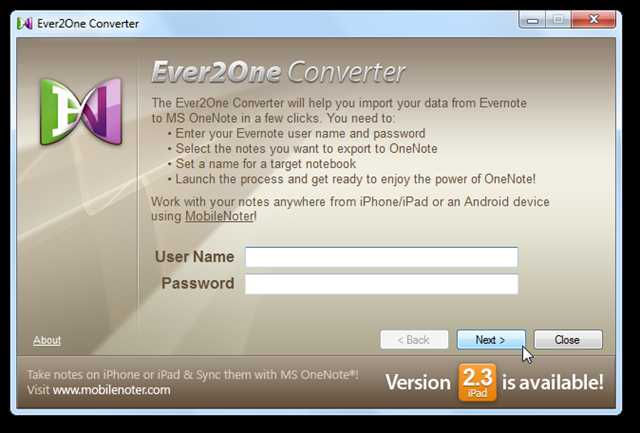 Ever2One Converter
Ever2One Converter
The Ever2One Converter will help you import your data from Evernote
to MS OneNote in a few clicks. You need to:
• Enter your Evernote user name and password
• Select the notes you want to export to OneNote
• Set a name for a target notebook
• Launch the process and get ready to enjoy the power of OneNote!
Work with your notes anywhere from iPhone/iPad or an Android device
using MobileNoter!
User Name
Password
About
< Back
Next >
Close
Take notes on iPhone or iPad & Sync them with MS OneNote®!
Visit www.mobilenoter.com
Version 2.3 iPad is available!